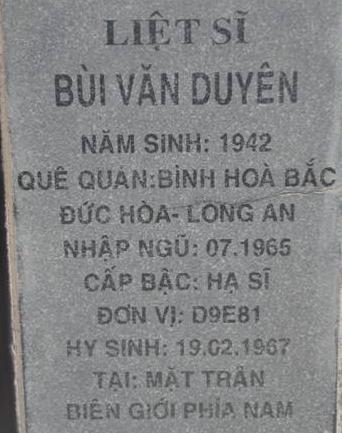 LIỆT SĨ
BÙI VĂN DUYÊN
NĂM SINH: 1942
QUÊ QUÁN:BÌNH HOÀ BẮC
ĐỨC HÒA- LONG AN
NHẬP NGŨ: 07.1965
CẤP BẬC: HẠ SĨ
ĐƠN VỊ: D9E81
HY SINH: 19.02.1967
TẠI: MẶT TRẬN
BIÊN GIỚI PHÍA NAM